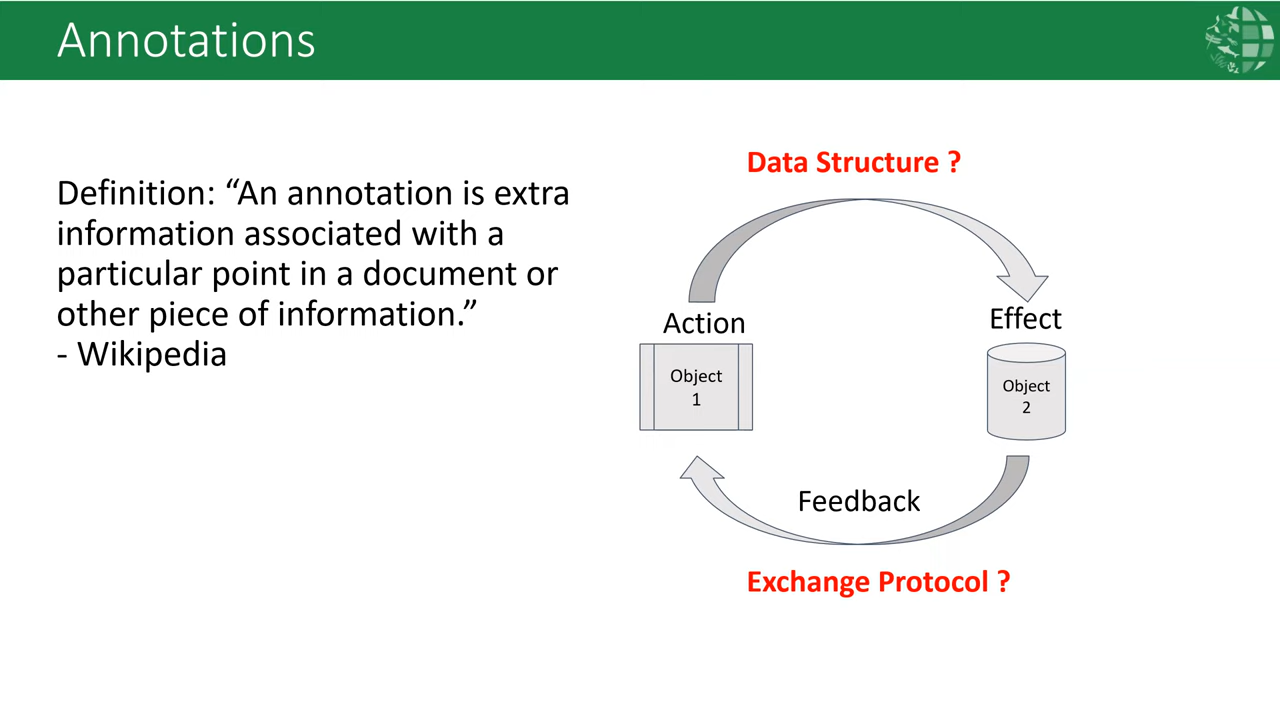 Annotations
Definition: “An annotation is extra
information associated with a
particular point in a document or
other piece of information.”
- Wikipedia
Data Structure ?
Action
Effect
Object
1
Object
2
Feedback
Exchange Protocol ?